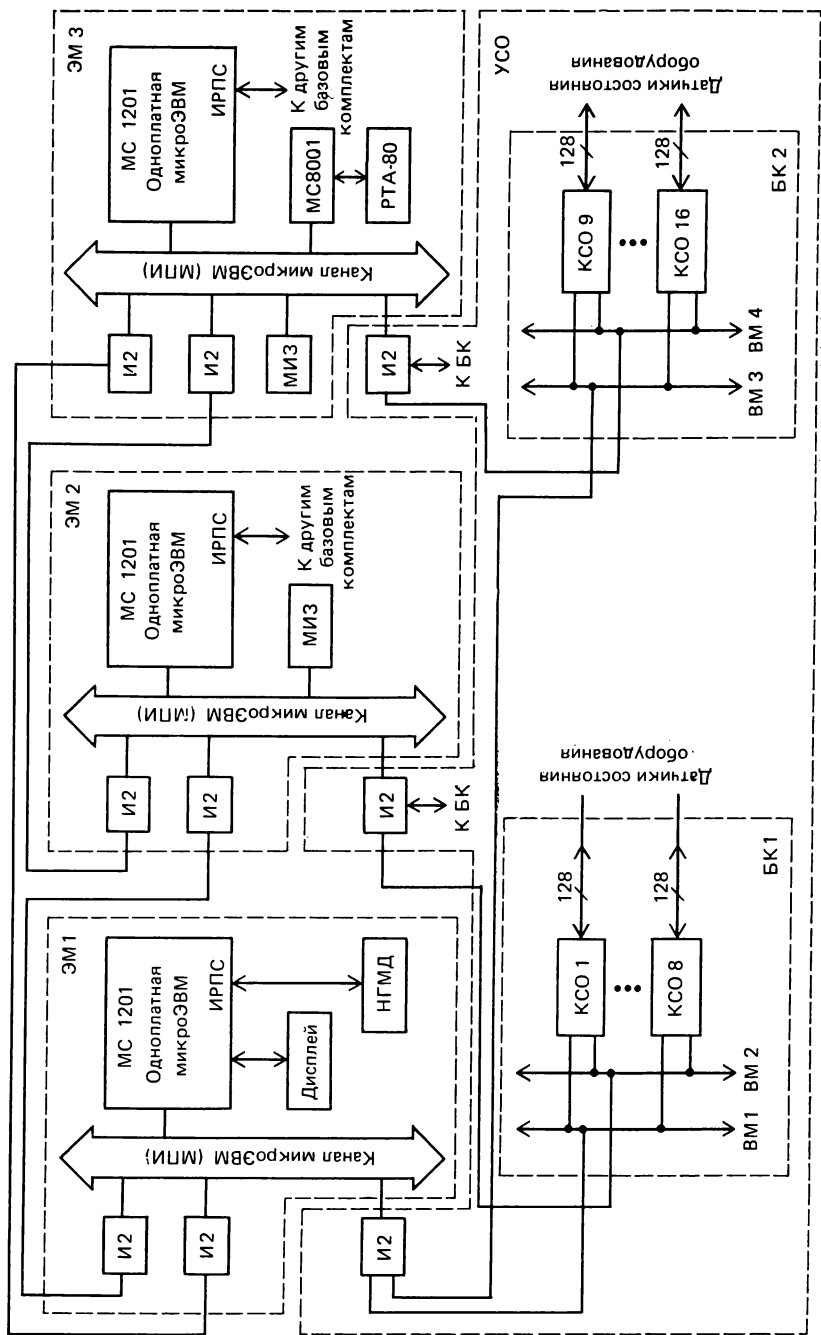 ЭМ 1
МС 1201
Одноплатная
микроЭВМ
ИРПС
Дисплей
НГМД
Канал микроЭВМ (МПИ)
И2
И2
И2
ЭМ 2
МС 1201
Одноплатная
микроЭВМ
ИРПС
К другим
базовым
комплектам
МИЗ
Канал микроЭВМ (МПИ)
И2
И2
И2
К БК
ЭМ 3
МС 1201
Одноплатная
микроЭВМ
ИРПС
К другим
базовым
комплектам
МС8001
РТА-80
Канал микроЭВМ (МПИ)
И2
И2
МИЗ
И2
К БК
УСО
Датчики состояния
оборудования
128
128
КСО 1
КСО 8
ВМ1
ВМ 2
БК1
Датчики состояния
оборудования
128
128
КСО 9
КСО 16
ВМ 3
ВМ 4
БК 2